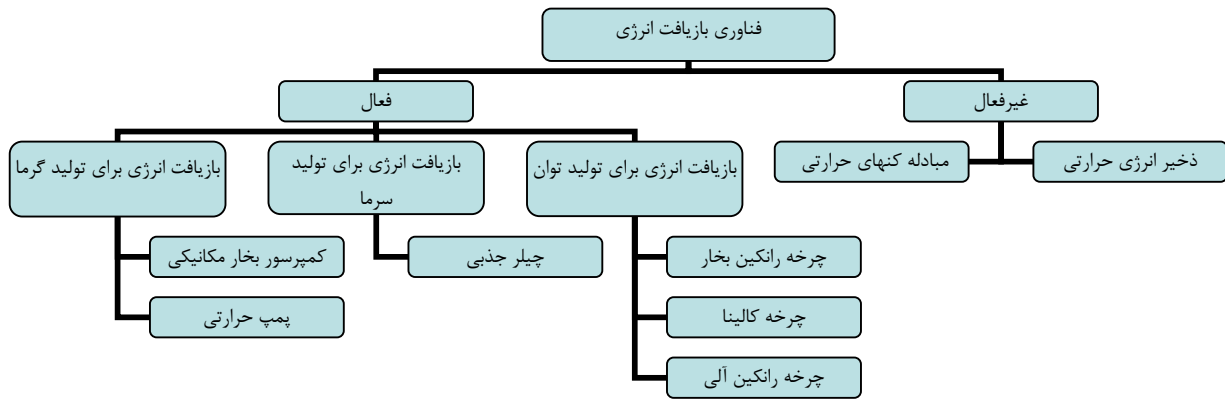 فناوری بازیافت انرژی
غیرفعال
فعال
ذخیر انرژی حرارتی
مبادله کنهای حرارتی
بازیافت انرژی برای تولید توان
بازیافت انرژی برای تولید
سرما
بازیافت انرژی برای تولید گرما
چرخه رانکین بخار
چرخه کالینا
چرخه رانکین آلی
چیلر جذبی
کمپرسور بخار مکانیکی
پمپ حرارتی